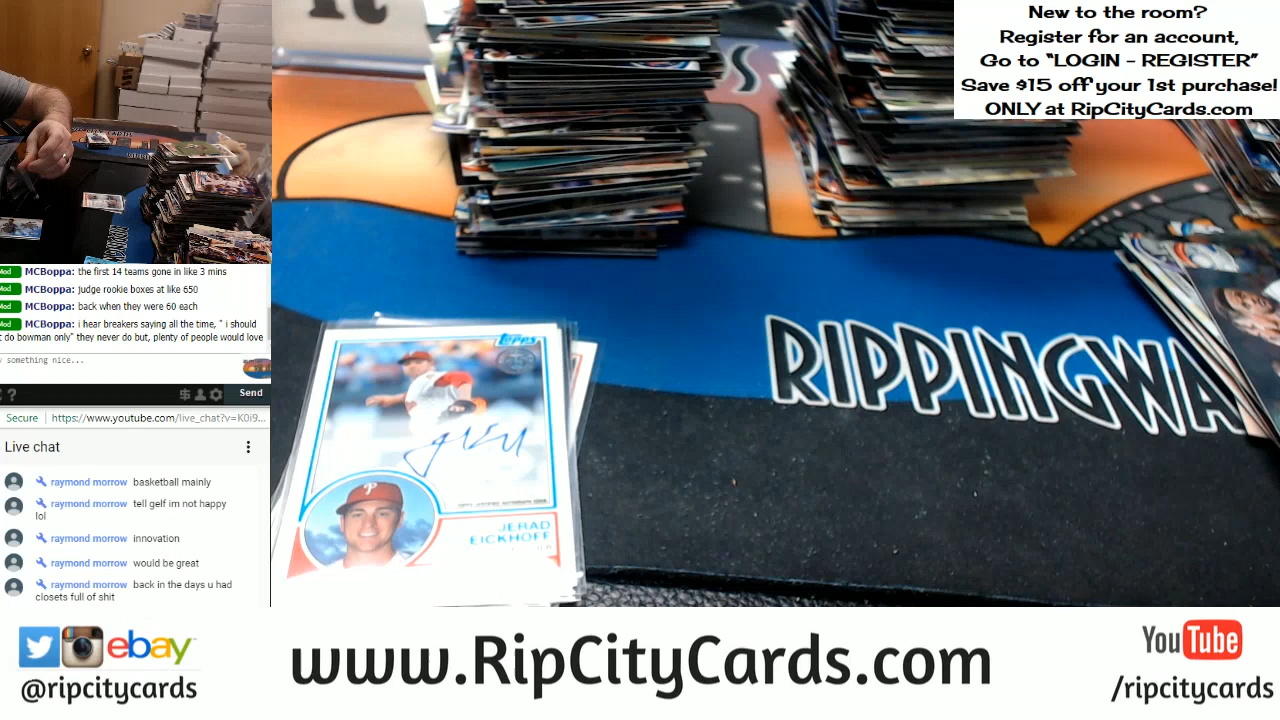 New to the room?
Register for an account,
Go to "LOGIN - REGISTER"
Save $15 off your 1st purchase!
ONLY at RipCityCards.com
it
S
RIPPINGWA
topps
35
JERAD
EICKHOFF
P
MCBoppa: the first 14 teams gone in like 3 mins
MCBoppa: judge rookie boxes at like 650
MCBoppa: back when they were 60 each
Mod MCBoppa: i hear breakers saying all the time, " i should
do bowman only" they never do but, plenty of people would love
something nice...
?
Send
Secure https://www.youtube.com/live_chat?v=K0i9...
Live chat
raymond morrow basketball mainly
raymond morrow tell gelf im not happy
lol
raymond morrow innovation
raymond morrow would be great
raymond morrow back in the days u had
closets full of shit
ebay
@ripcitycards
www.RipCityCards.com
YouTube
/ripcitycards